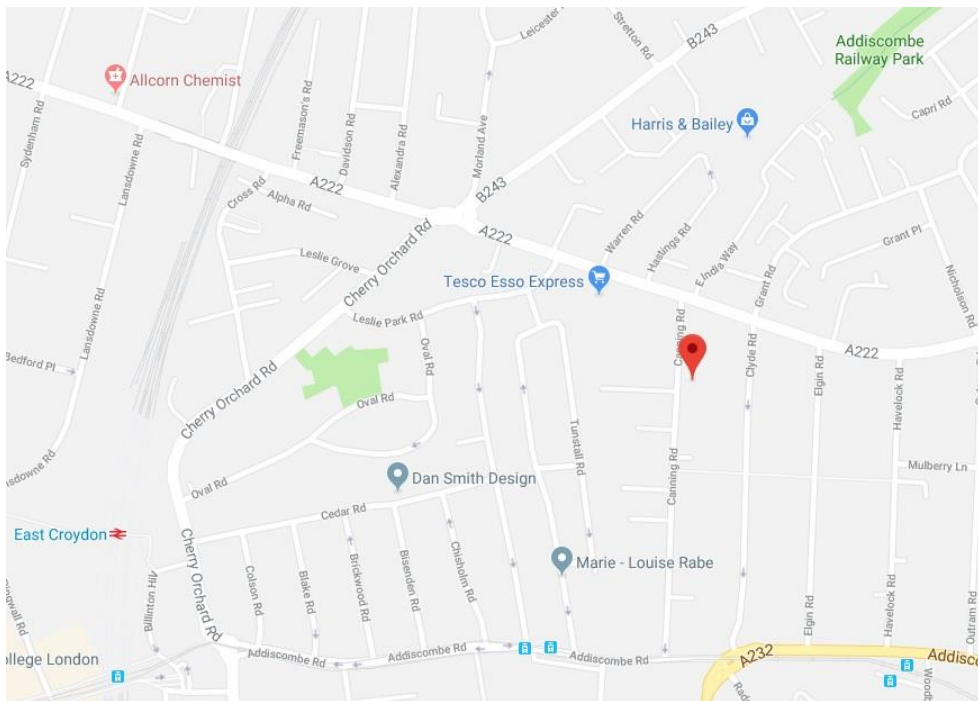 Leicester
Stretton Rd
B243
Addiscombe
Railway Park
A222
Allcorn Chemist
Sydenham Rd
Lansdowne Rd
Freemason's Rd
Davidson Rd
Alexandra Rd
Morland Ave
Harris & Bailey
Capri Rd
Cross Rd
A222
Alpha Rd
B243
Leslie Grove
Cherry Orchard Rd
A222
Warren Rd
Hastings Rd
E India Way
Grant Rd
Grant Pl
Nicholson Rd
Tesco Esso Express
Lansdowne Rd
Leslie Park Rd
Oval Rd
Canning Rd
Clyde Rd
A222
Bedford Pl
Cherry Orchard Rd
Oval Rd
Elgin Rd
Havelock Rd
Tunstall Rd
Mulberry Ln
Oval Rd
Dan Smith Design
Canning Rd
Cedar Rd
East Croydon
Cherry Orchard Rd
Colson Rd
Blake Rd
Brickwood Rd
Bisenden Rd
Chisholm Rd
Marie - Louise Rabe
Elgin Rd
Havelock Rd
Outram Rd
ollege London
Addiscombe Rd
Addiscombe Rd
Addiscombe Rd
A232
Addisco